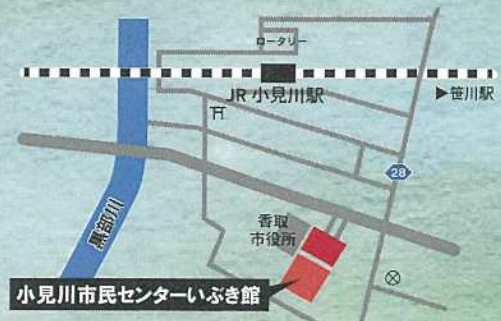 ロータリー
JR 小見川駅
▶笹川駅
28
黒部川
香取
市役所
小見川市民センターいぶき館